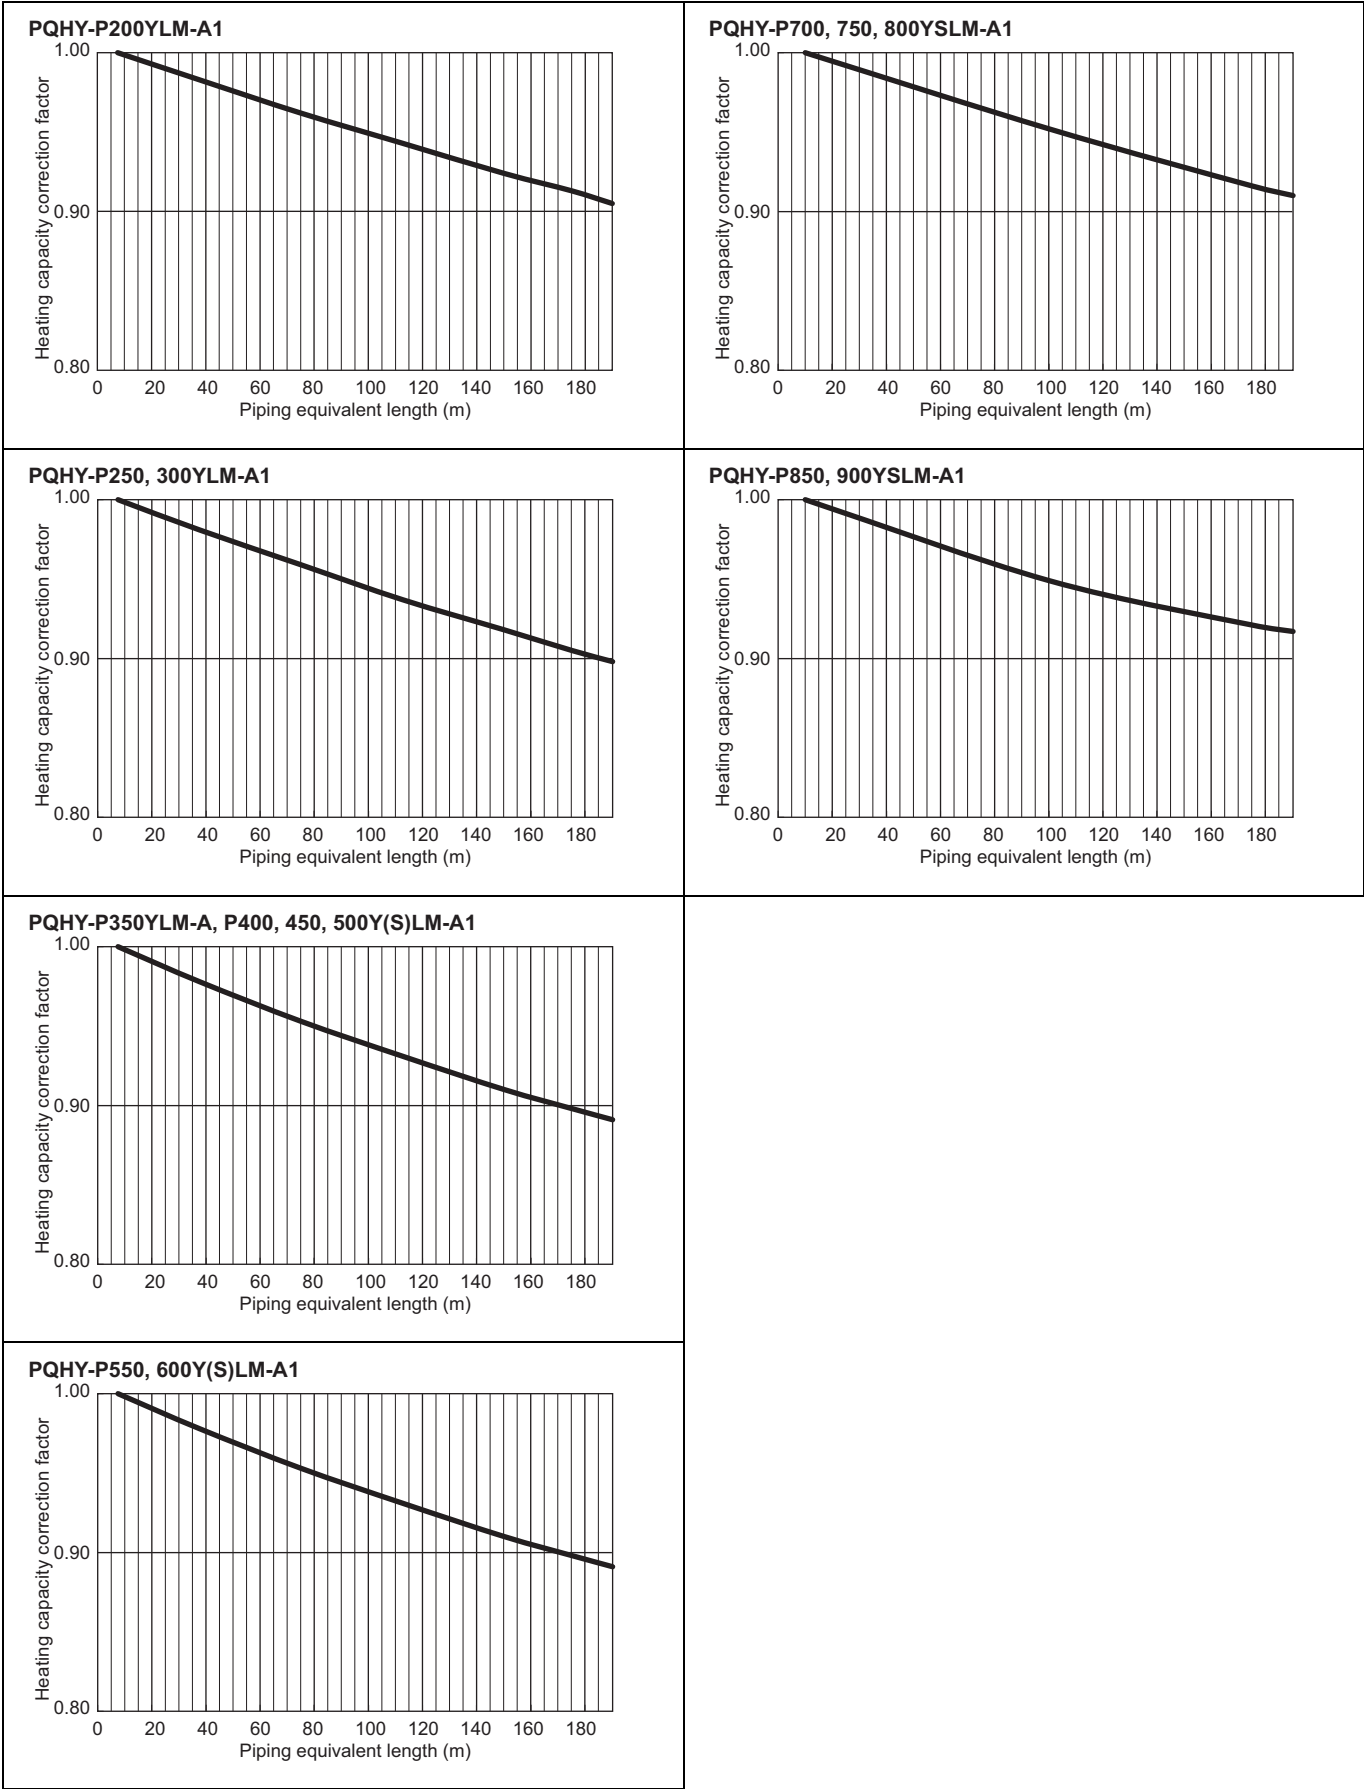 PQHY-P200YLM-A1
Heating capacity correction factor
1.00
0.90
0.80
0 20 40 60 80 100 120 140 160 180
Piping equivalent length (m)
PQHY-P700, 750, 800YSLM-A1
Heating capacity correction factor
1.00
0.90
0.80
0 20 40 60 80 100 120 140 160 180
Piping equivalent length (m)
PQHY-P250, 300YLM-A1
Heating capacity correction factor
1.00
0.90
0.80
0 20 40 60 80 100 120 140 160 180
Piping equivalent length (m)
PQHY-P850, 900YSLM-A1
Heating capacity correction factor
1.00
0.90
0.80
0 20 40 60 80 100 120 140 160 180
Piping equivalent length (m)
PQHY-P350YLM-A, P400, 450, 500Y(S)LM-A1
Heating capacity correction factor
1.00
0.90
0.80
0 20 40 60 80 100 120 140 160 180
Piping equivalent length (m)
PQHY-P550, 600Y(S)LM-A1
Heating capacity correction factor
1.00
0.90
0.80
0 20 40 60 80 100 120 140 160 180
Piping equivalent length (m)